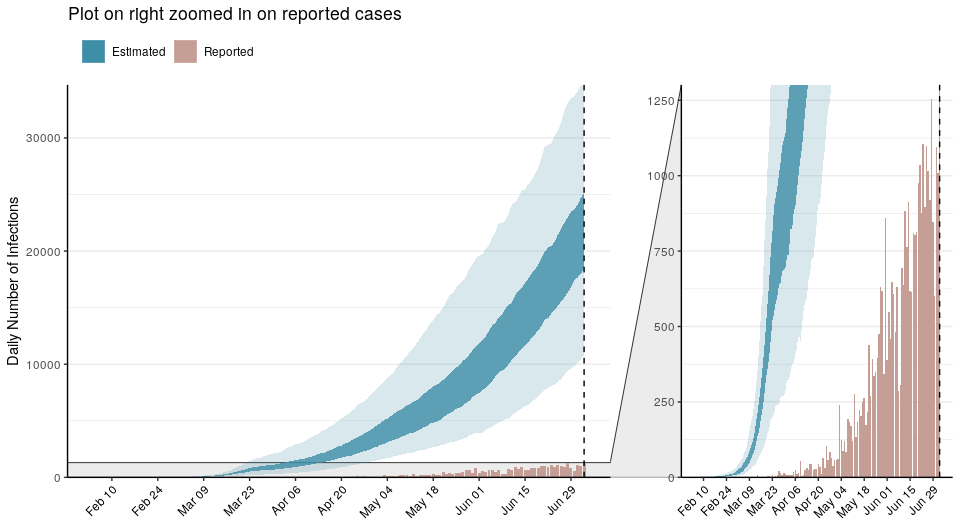 Plot on right zoomed in on reported cases
Estimated Reported
Daily Number of Infections
30000
20000
10000
0
Feb 10 Feb 24 Mar 09 Mar 23 Apr 06 Apr 20 May 04 May 18 Jun 01 Jun 15 Jun 29
1250
1000
750
500
250
0
Feb 10 Feb 24 Mar 09 Mar 23 Apr 06 Apr 20 May 04 May 18 Jun 01 Jun 15 Jun 29